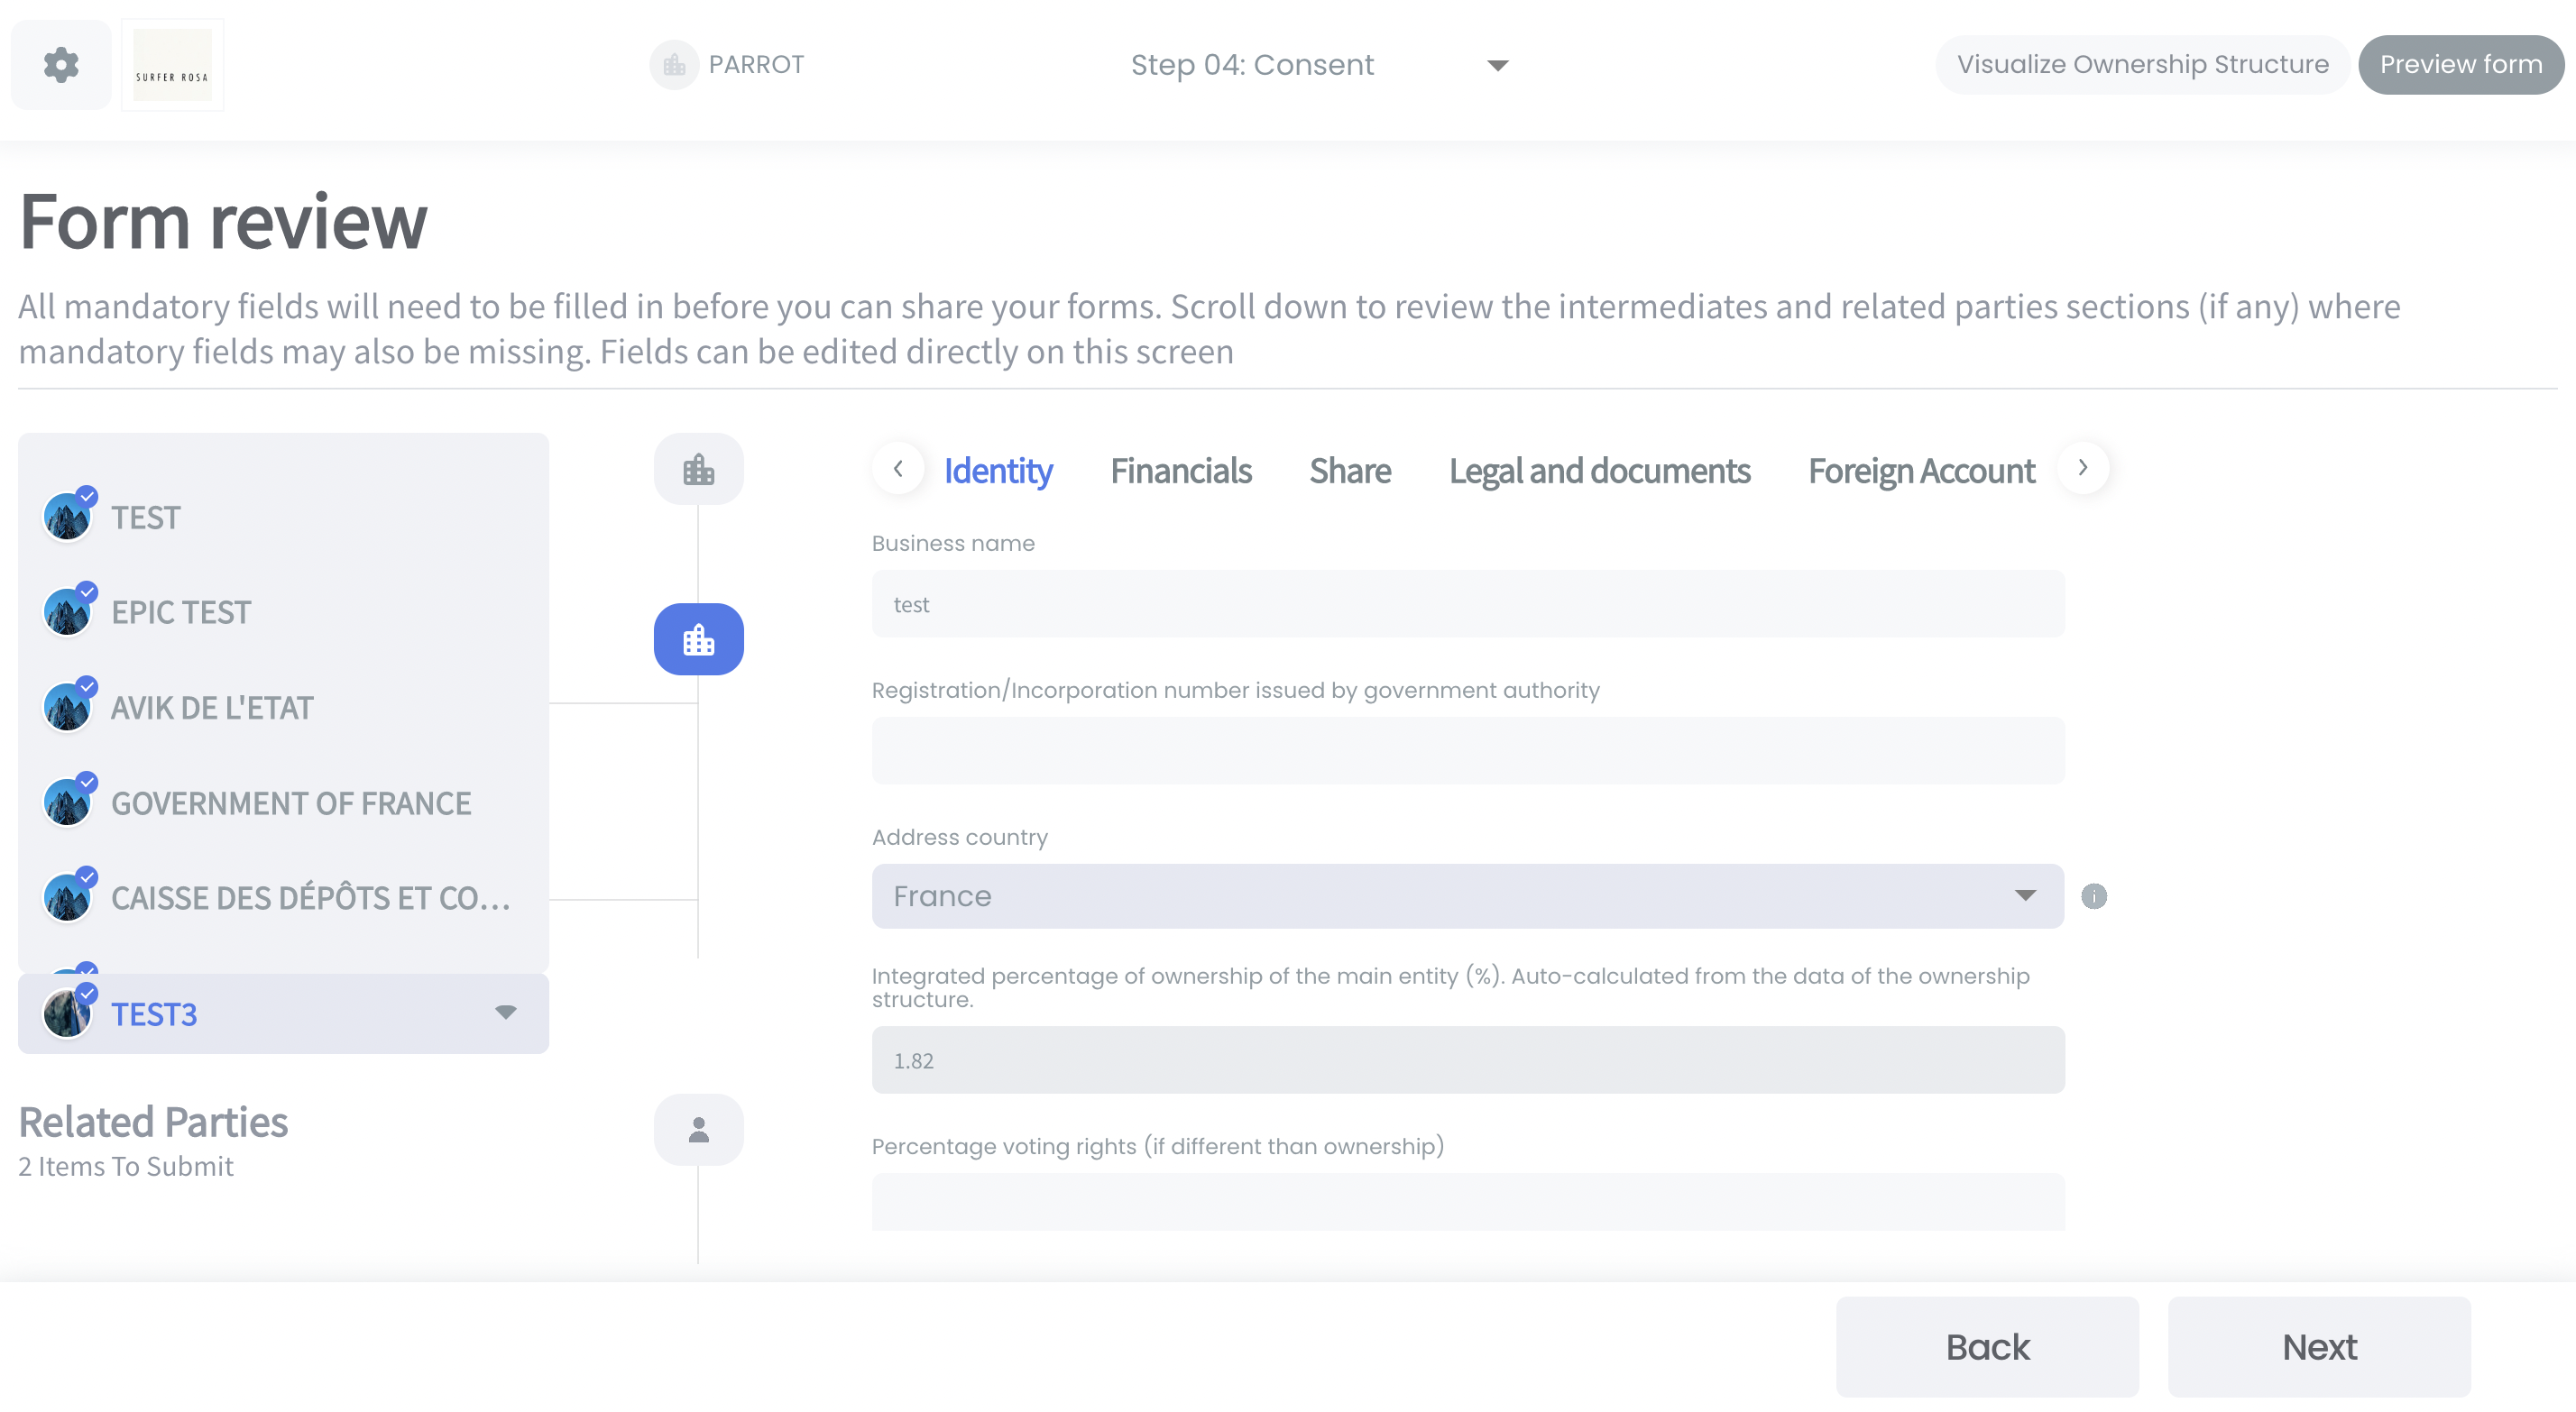 SURFER ROSA
PARROT
Step 04: Consent
Visualize Ownership Structure
Preview form
Form review
All mandatory fields will need to be filled in before you can share your forms. Scroll down to review the intermediates and related parties sections (if any) where
mandatory fields may also be missing. Fields can be edited directly on this screen
TEST
EPIC TEST
AVIK DE L'ETAT
GOVERNMENT OF FRANCE
CAISSE DES DÉPÔTS ET CO...
TEST3
Related Parties
2 Items To Submit
Identity
Financials
Share
Legal and documents
Foreign Account
Business name
test
Registration/Incorporation number issued by government authority
Address country
France
Integrated percentage of ownership of the main entity (%). Auto-calculated from the data of the ownership
structure.
1.82
Percentage voting rights (if different than ownership)
Back
Next